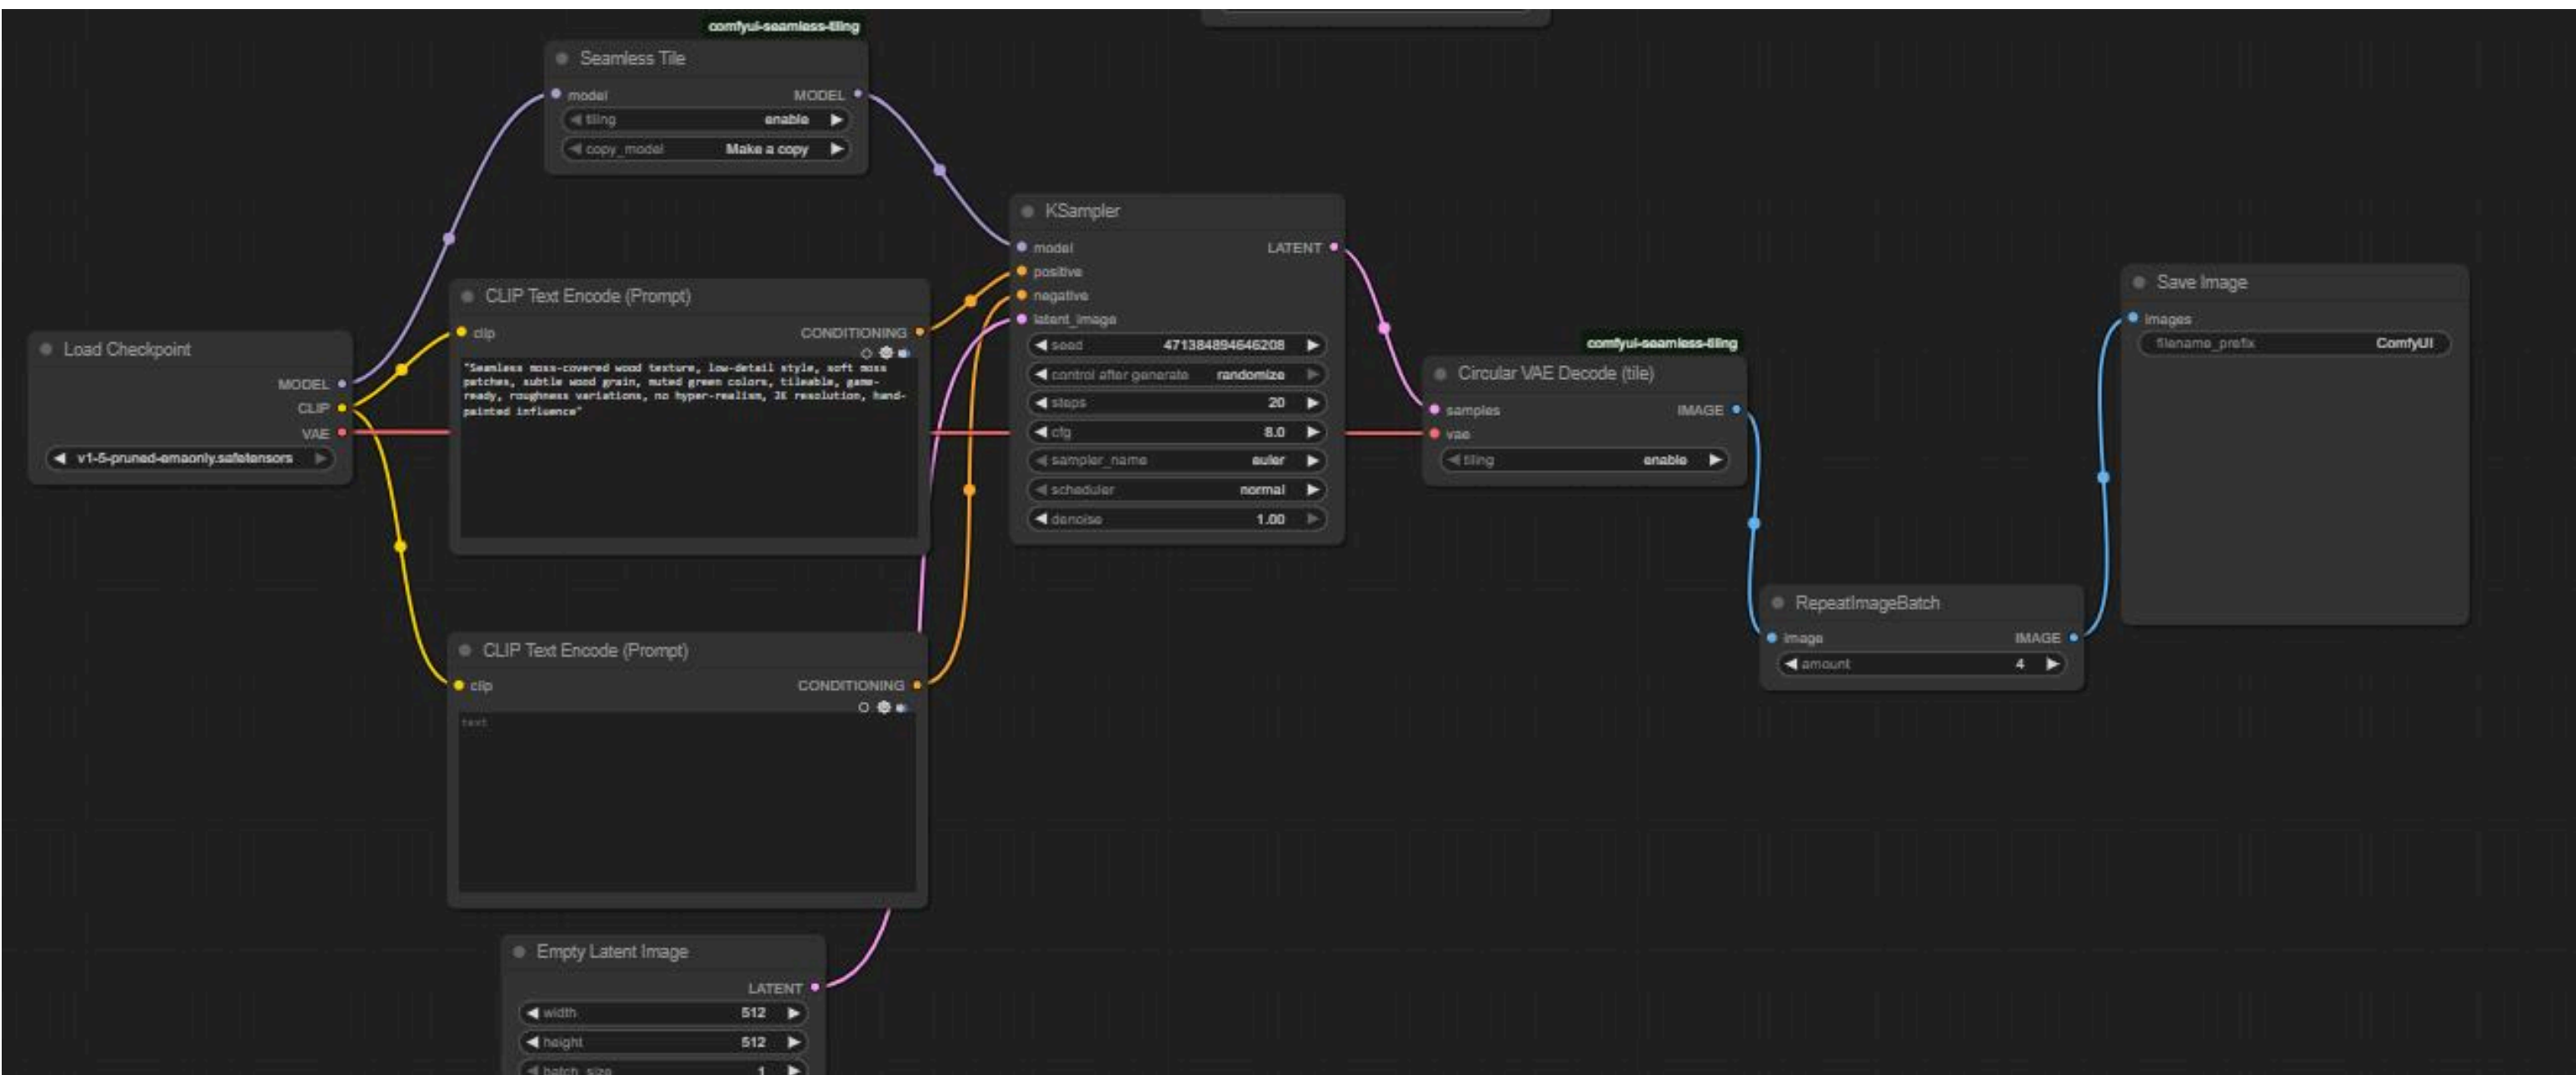 comfyui-seamless-tiling
Seamless Tile
model MODEL
tiling enable
copy_model Make a copy
KSampler
model LATENT
positive
negative
latent_image
seed 471384894646208
control after generate randomize
steps 20
cfg 8.0
sampler_name euler
scheduler normal
denoise 1.00
Save Image
images
filename_prefix ComfyUI
CLIP Text Encode (Prompt)
clip CONDITIONING
"Seamless moss-covered wood texture, low-detail style, soft moss
patches, subtle wood grain, muted green colors, tileable, game-
ready, roughness variations, no hyper-realism, 2K resolution, hand-
painted influence"
Load Checkpoint
MODEL
CLIP
VAE
v1-5-pruned-emaonly.safetensors
comfyui-seamless-tiling
Circular VAE Decode (tile)
samples IMAGE
vae
tiling enable
RepeatImageBatch
image IMAGE
amount 4
CLIP Text Encode (Prompt)
clip CONDITIONING
text
Empty Latent Image
LATENT
width 512
height 512
batch_size 1